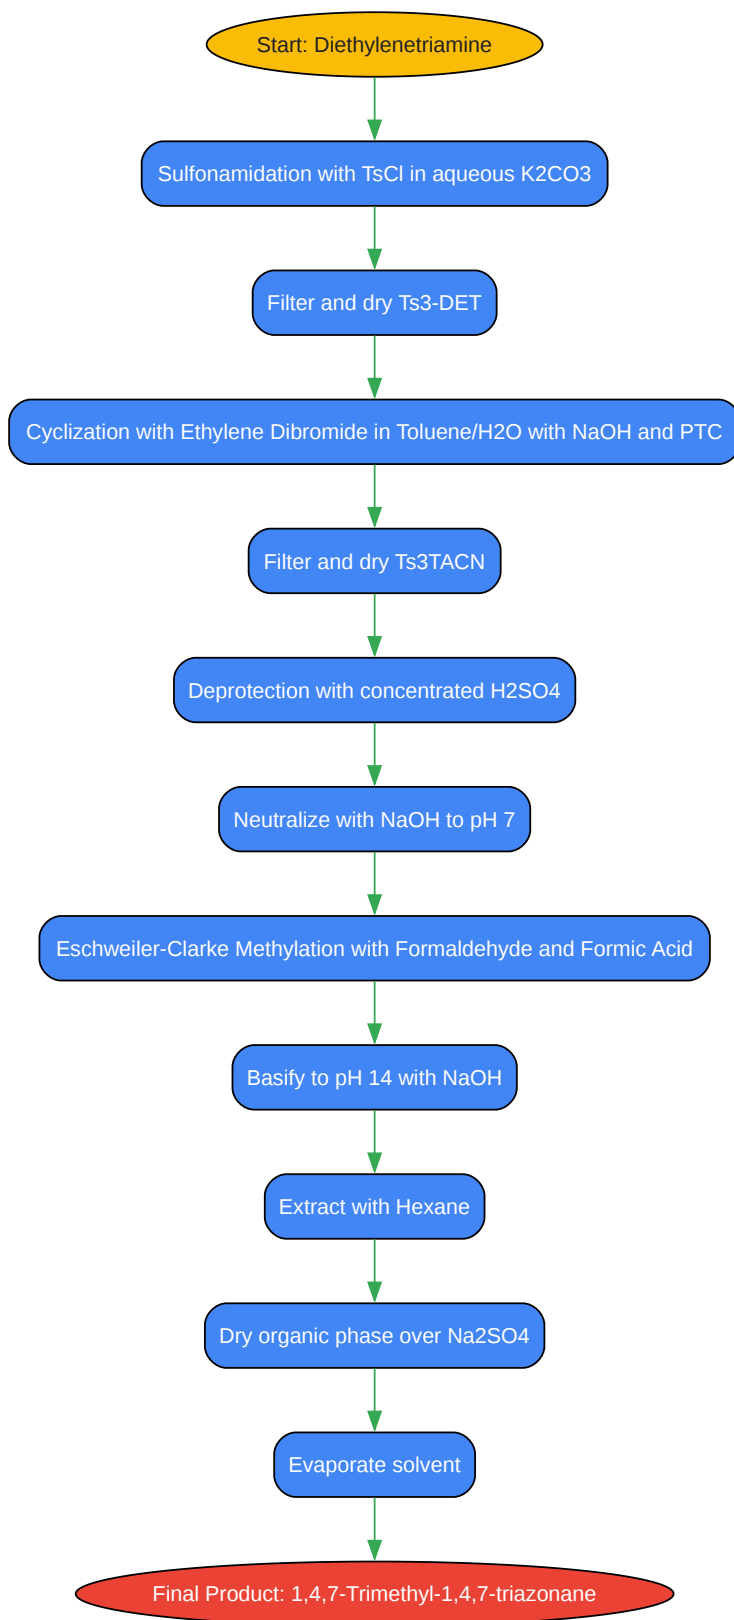 Start: Diethylenetriamine
Sulfonamidation with TsCl in aqueous K2CO3
Filter and dry Ts3-DET
Cyclization with Ethylene Dibromide in Toluene/H2O with NaOH and PTC
Filter and dry Ts3TACN
Deprotection with concentrated H2SO4
Neutralize with NaOH to pH 7
Eschweiler-Clarke Methylation with Formaldehyde and Formic Acid
Basify to pH 14 with NaOH
Extract with Hexane
Dry organic phase over Na2SO4
Evaporate solvent
Final Product: 1,4,7-Trimethyl-1,4,7-triazonane